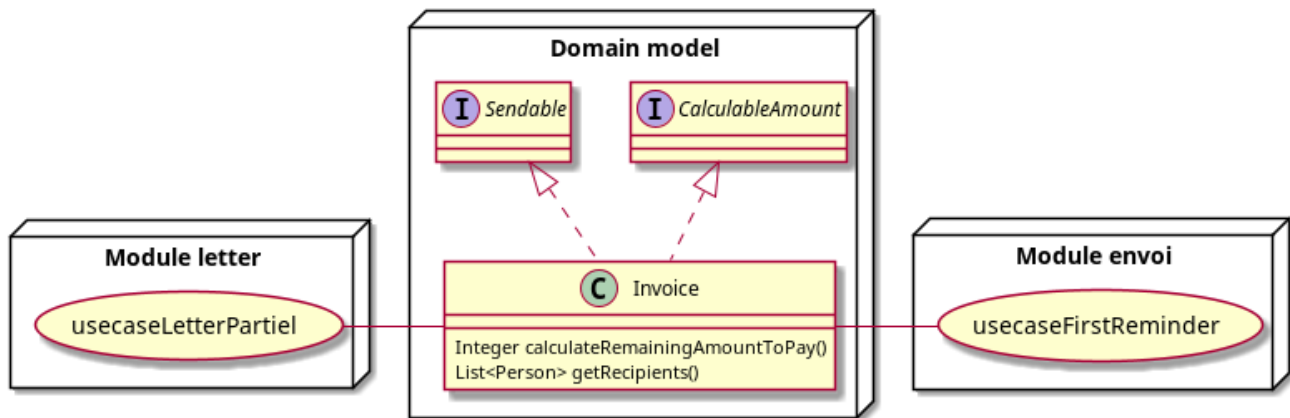 Domain model
I Sendable
I CalculableAmount
Module letter
usecaseLetterPartiel
C Invoice
Integer calculateRemainingAmountToPay()
List<Person> getRecipients()
Module envoi
usecaseFirstReminder